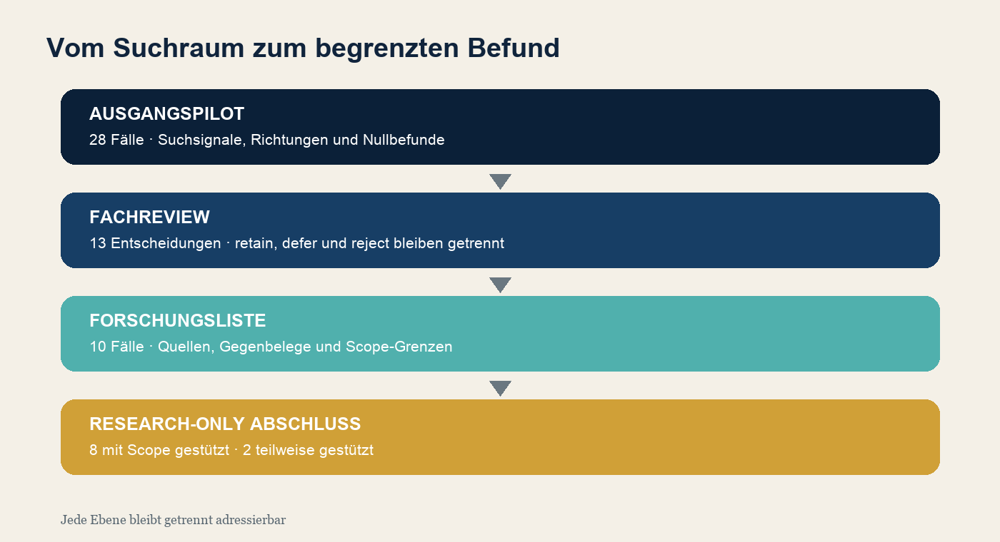 Vom Suchraum zum begrenzten Befund
AUSGANGSPILOT
28 Fälle · Suchsignale, Richtungen und Nullbefunde
FACHREVIEW
13 Entscheidungen · retain, defer und reject bleiben getrennt
FORSCHUNGSLISTE
10 Fälle · Quellen, Gegenbelege und Scope-Grenzen
RESEARCH-ONLY ABSCHLUSS
8 mit Scope gestützt · 2 teilweise gestützt
Jede Ebene bleibt getrennt adressierbar